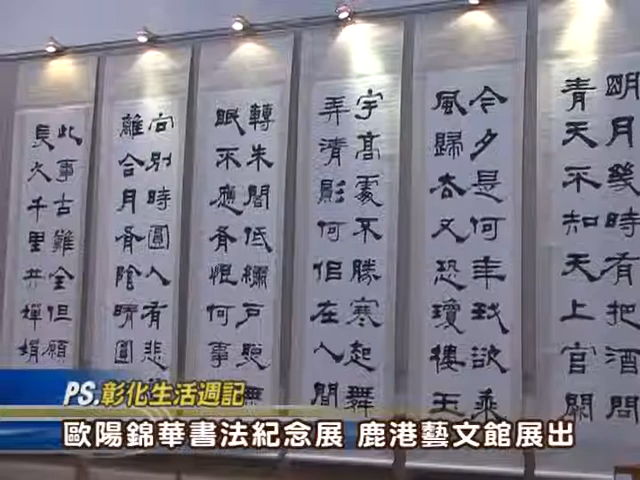 明月幾時有把酒問
青天不知天上宮闕
今夕是何年我欲乘
風歸去又恐瓊樓玉
宇高處不勝寒起舞
弄清影何似在人間
轉朱閣低綺戶照無
眠不應有恨何事
向別時圓人有悲
離合月有陰晴圓
此事古難全但願
長久千里共嬋娟
PS.彰化生活週記
歐陽錦華書法紀念展 鹿港藝文館展出